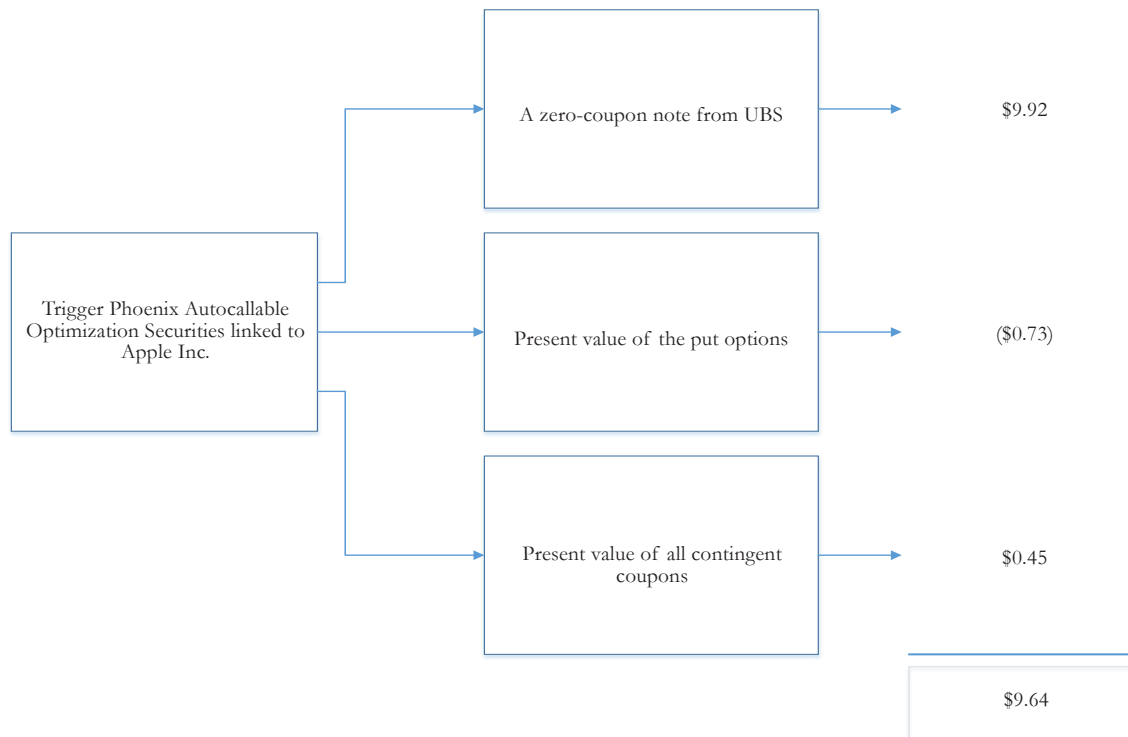 A zero-coupon note from UBS
$9.92
Trigger Phoenix Autocallable
Optimization Securities linked to
Apple Inc.
Present value of the put options
($0.73)
Present value of all contingent
coupons
$0.45
$9.64